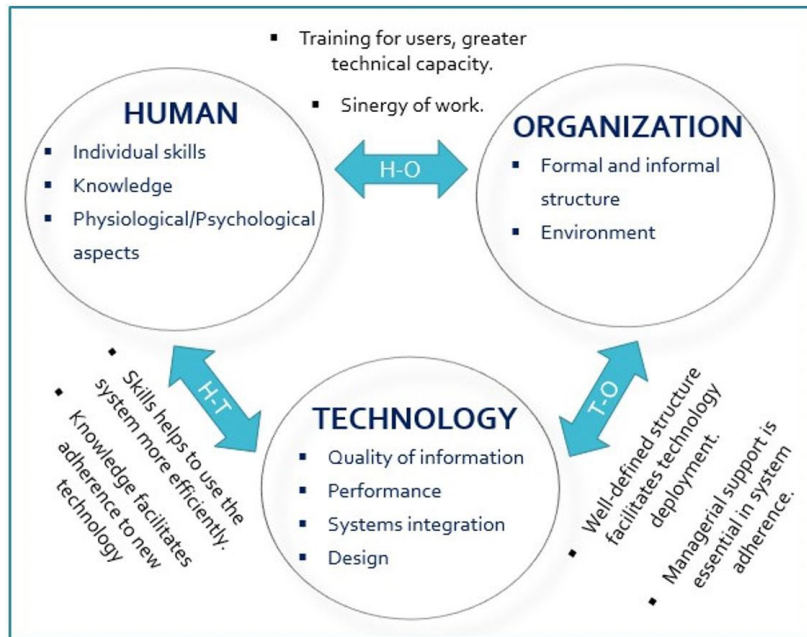 ▪ Training for users, greater
technical capacity.
▪ Sinergy of work.
HUMAN
▪ Individual skills
▪ Knowledge
▪ Physiological/Psychological
aspects
H-O
ORGANIZATION
▪ Formal and informal
structure
▪ Environment
H-T
▪ Skills helps to use the
system more efficiently.
▪ Knowledge facilitates
adherence to new
technology
TECHNOLOGY
▪ Quality of information
▪ Performance
▪ Systems integration
▪ Design
T-O
▪ Well-defined structure
facilitates technology
deployment.
▪ Managerial support is
essential in system
adherence.